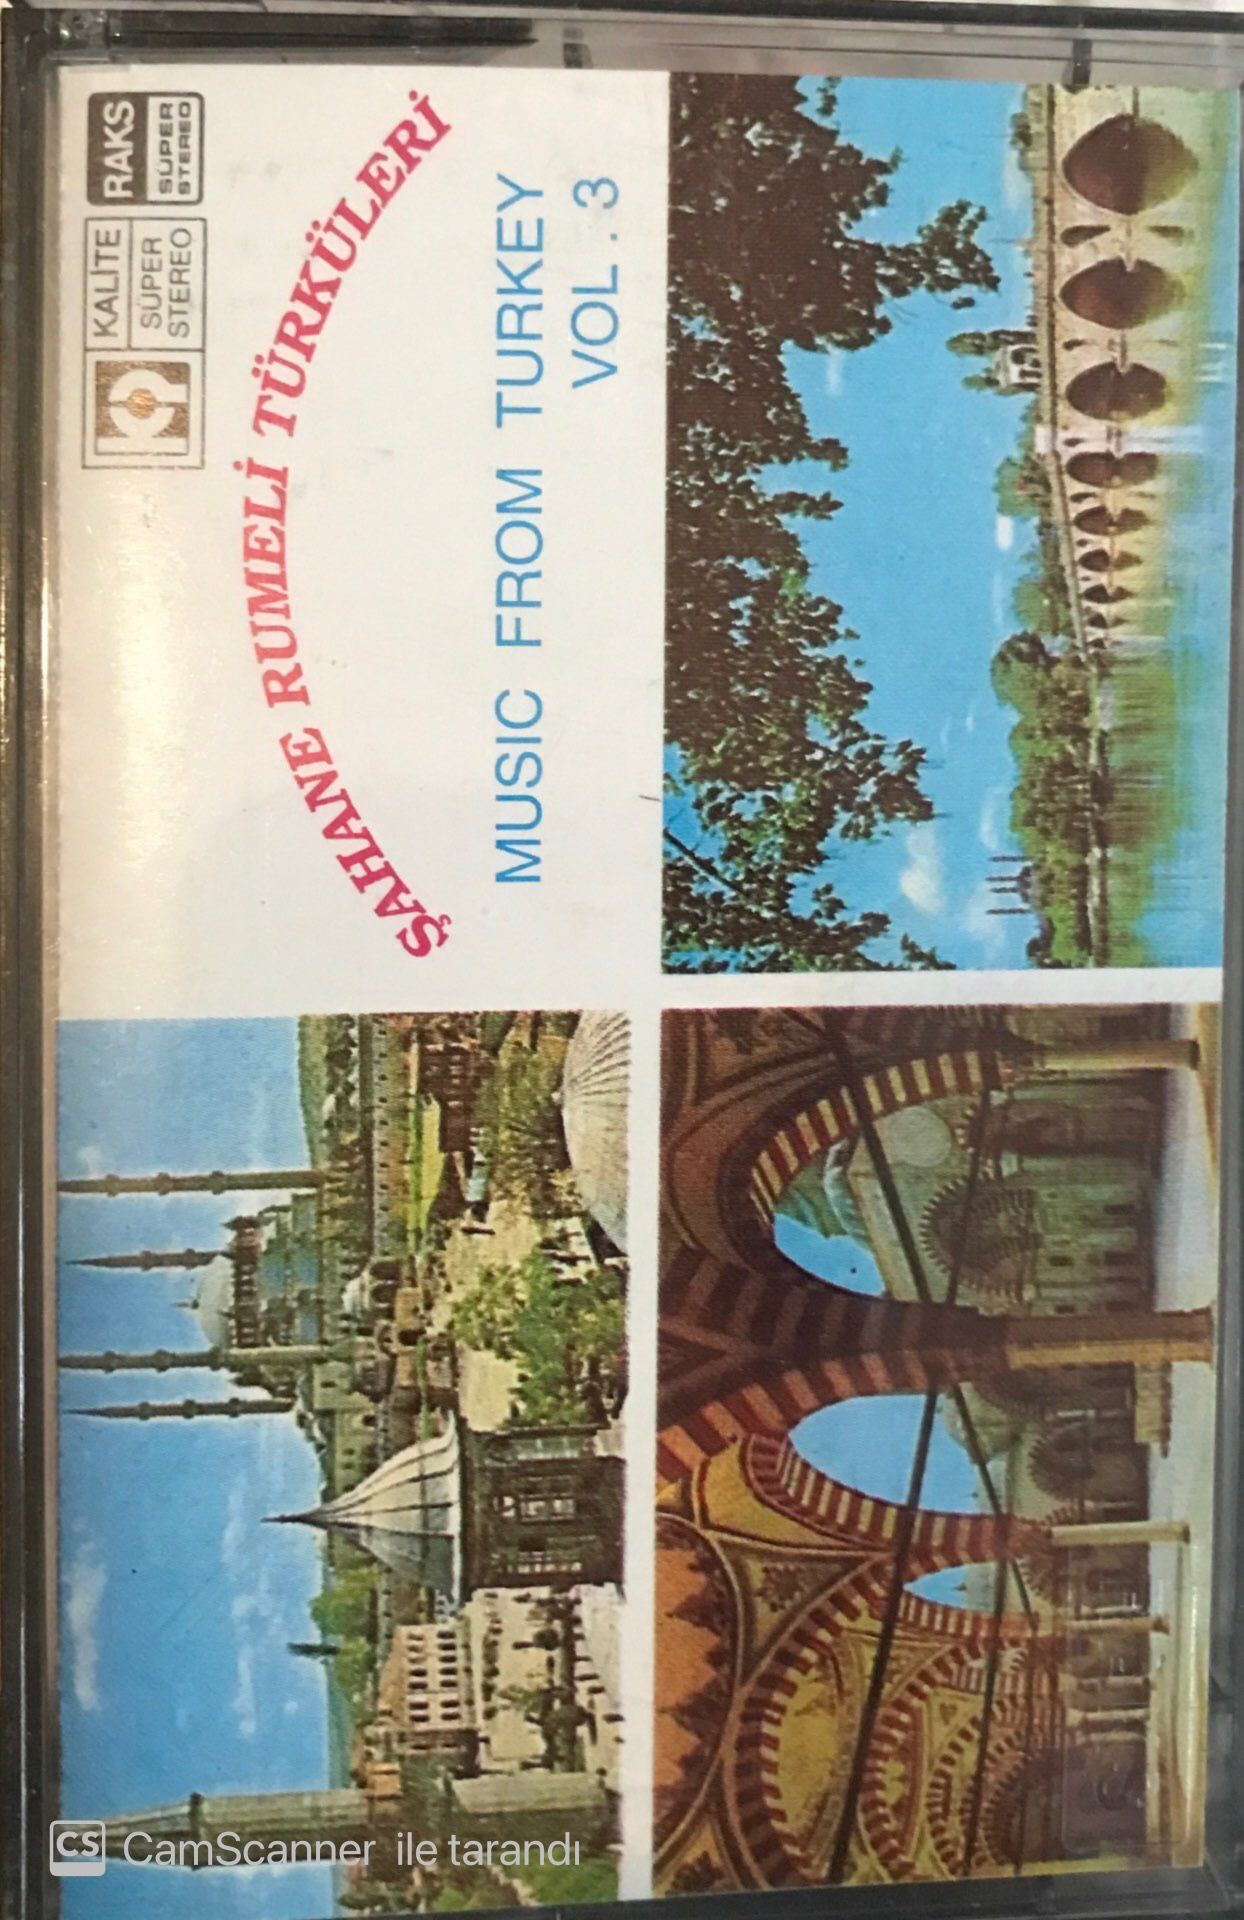 KALİTE
SÜPER
STEREO
RAKS
SÜPER
STEREO
ŞAHANE RUMELİ TÜRKÜLERİ
MUSIC FROM TURKEY
VOL. 3
CS CamScanner ile tarandı